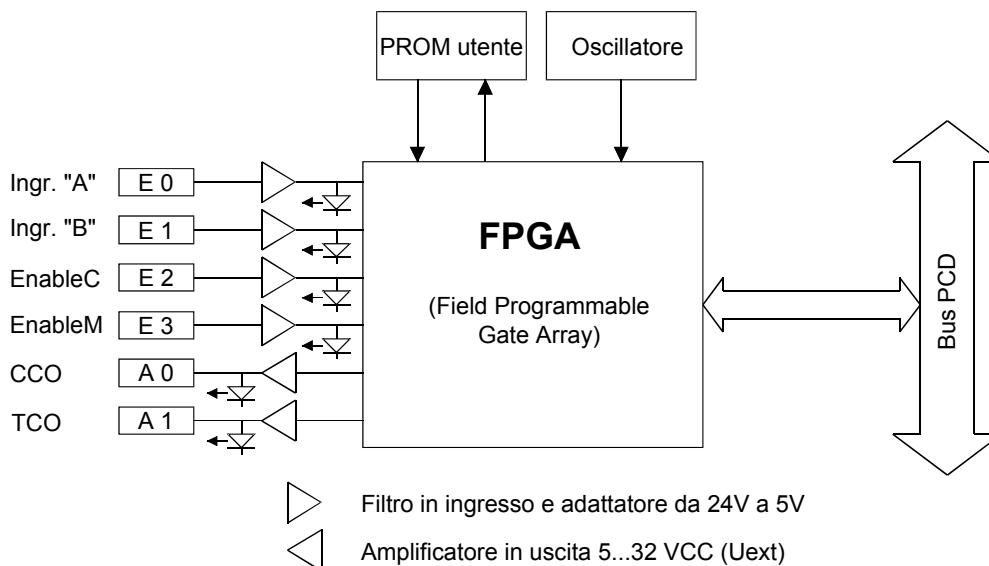 PROM utente
Oscillatore
Ingr. "A"
E 0
Ingr. "B"
E 1
EnableC
E 2
EnableM
E 3
CCO
A 0
TCO
A 1
FPGA
(Field Programmable
Gate Array)
Bus PCD
Filtro in ingresso e adattatore da 24V a 5V
Amplificatore in uscita 5...32 VCC (Uext)